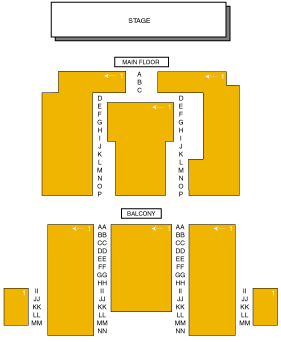 STAGE
MAIN FLOOR
← 1 A ← 1
B
C
D D
E ← 1 E
F F
G G
H H
I I
J J
K K
L L
M M
N N
O O
P P
BALCONY
← 1 AA ← 1 AA ← 1
BB BB
CC CC
DD DD
EE EE
FF FF
GG GG
HH HH
II II II II
1 JJ JJ JJ JJ 1
KK KK KK KK
LL LL LL LL
MM MM MM MM
NN NN